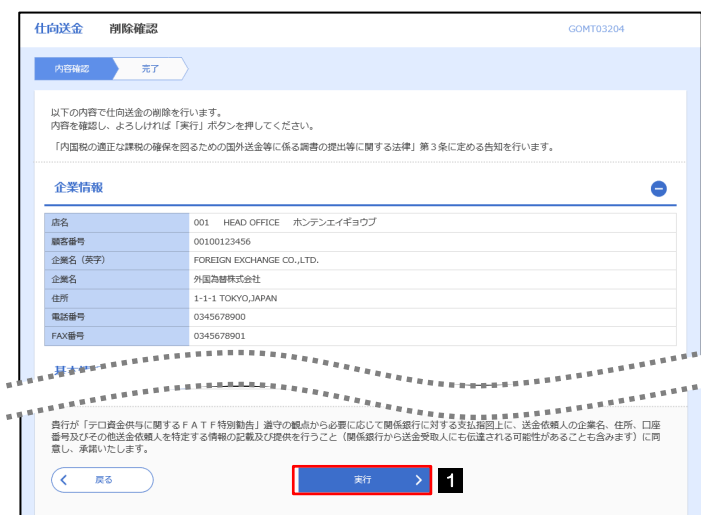 仕向送金 削除確認 GOMT03204
内容確認 完了
以下の内容で仕向送金の削除を行います。
内容を確認し、よろしければ「実行」ボタンを押してください。
「内国税の適正な課税の確保を図るための国外送金等に係る調書の提出等に関する法律」第3条に定める告知を行います。
企業情報
店名 001 HEAD OFFICE ホンテンエイギョウブ
顧客番号 00100123456
企業名(英字) FOREIGN EXCHANGE CO.,LTD.
企業名 外国為替株式会社
住所 1-1-1 TOKYO,JAPAN
電話番号 0345678900
FAX番号 0345678901
貴行が「テロ資金供与に関するFATF特別勧告」遵守の観点から必要に応じて関係銀行に対する支払指図上に、送金依頼人の企業名、住所、口座
番号及びその他送金依頼人を特定する情報の記載及び提供を行うこと(関係銀行から送金受取人にも伝達される可能性があることも含みます)に同
意し、承諾いたします。
戻る 実行 1